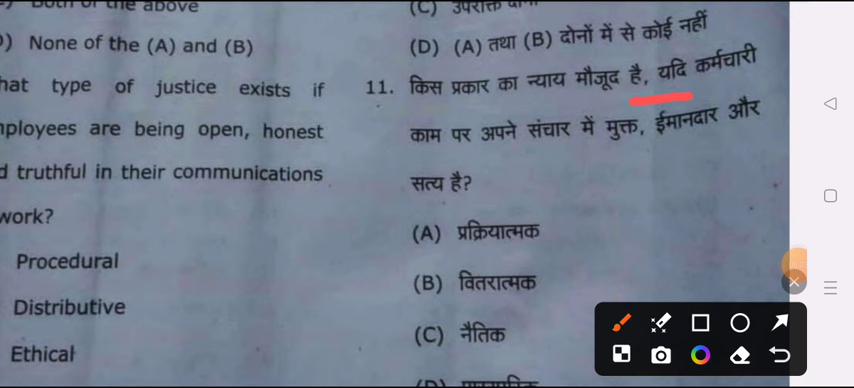 Both of the above
) None of the (A) and (B)
hat type of justice exists if
mployees are being open, honest
d truthful in their communications
work?
Procedural
Distributive
Ethical
(C) उपरोक्त
(D) (A) तथा (B) दोनों में से कोई नहीं
11. किस प्रकार का न्याय मौजूद है, यदि कर्मचारी
काम पर अपने संचार में मुक्त, ईमानदार और
सत्य है?
(A) प्रक्रियात्मक
(B) वितरात्मक
(C) नैतिक
(D)